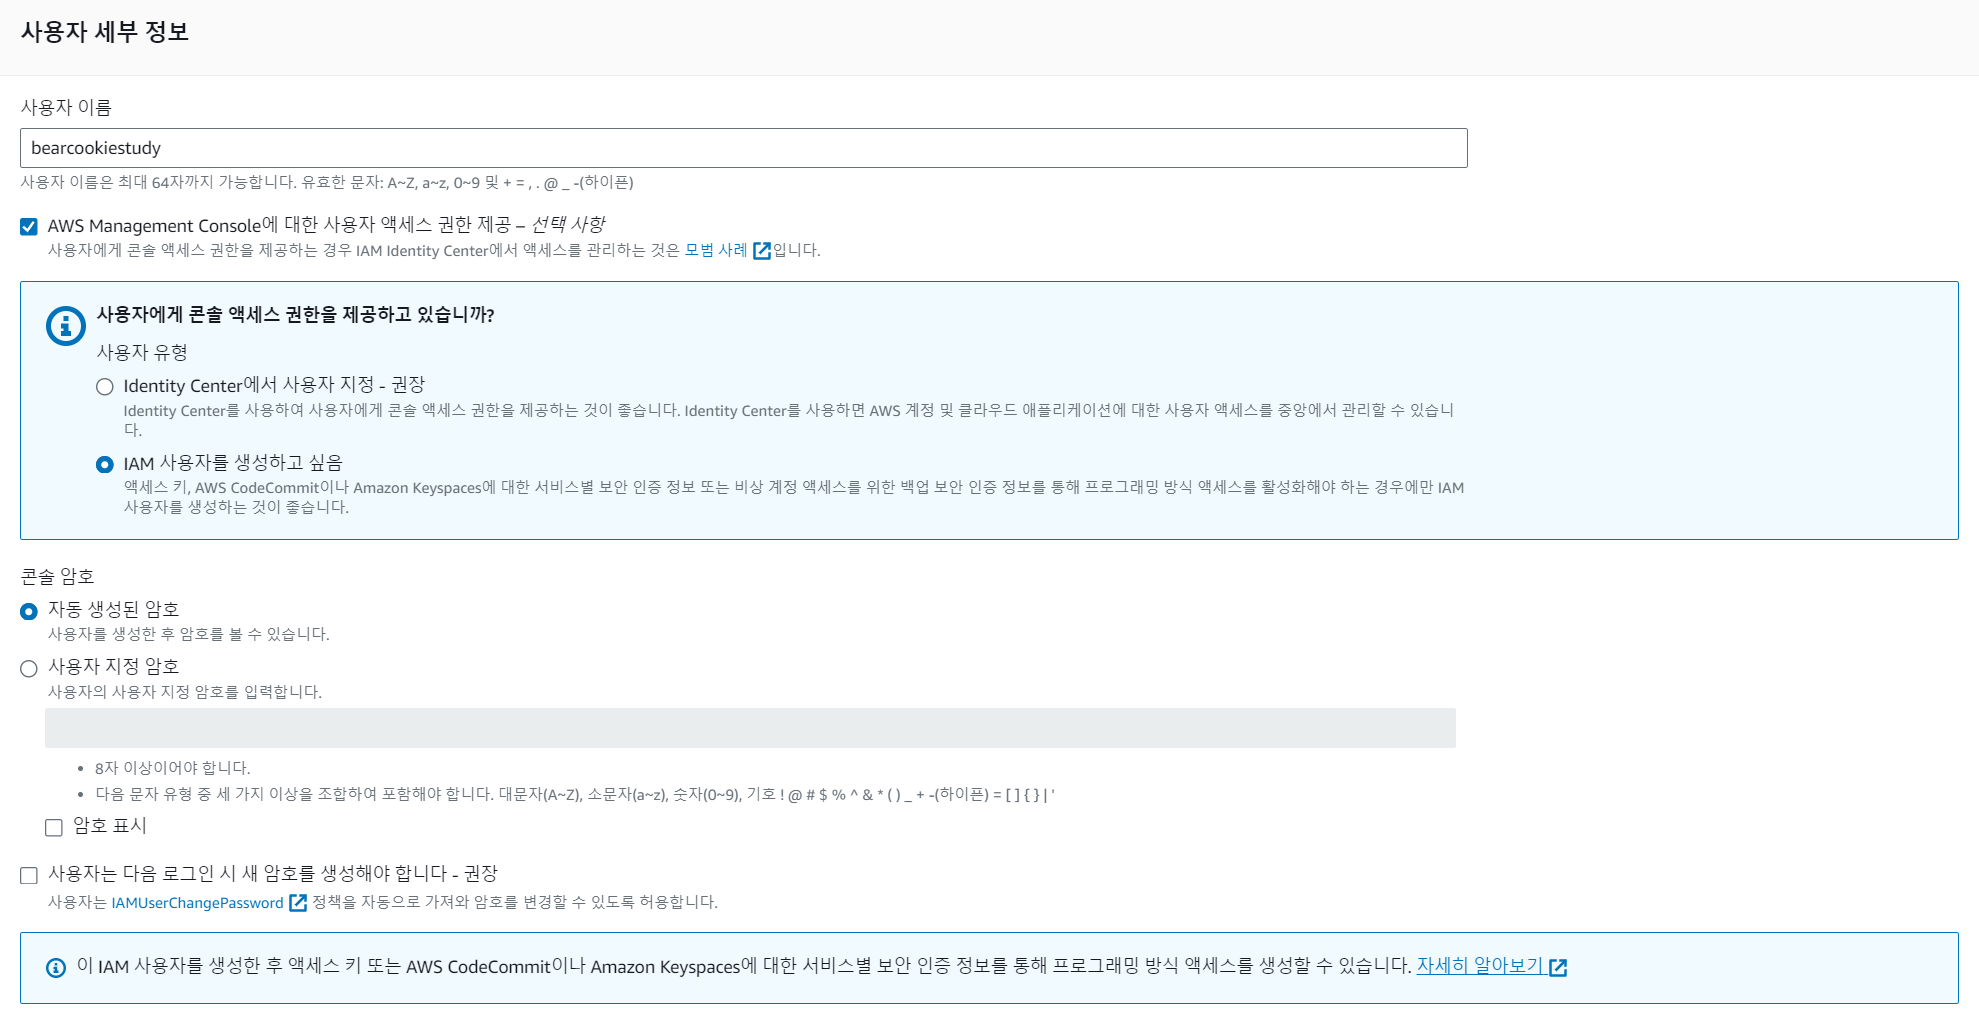 사용자 세부 정보
사용자 이름
bearcookiestudy
사용자 이름은 최대 64자까지 가능합니다. 유효한 문자: A~Z, a~z, 0~9 및 + = , . @ _ -(하이픈)
AWS Management Console에 대한 사용자 액세스 권한 제공 – 선택 사항
사용자에게 콘솔 액세스 권한을 제공하는 경우 IAM Identity Center에서 액세스를 관리하는 것은 모범 사례 입니다.
사용자에게 콘솔 액세스 권한을 제공하고 있습니까?
사용자 유형
Identity Center에서 사용자 지정 - 권장
Identity Center를 사용하여 사용자에게 콘솔 액세스 권한을 제공하는 것이 좋습니다. Identity Center를 사용하면 AWS 계정 및 클라우드 애플리케이션에 대한 사용자 액세스를 중앙에서 관리할 수 있습니
다.
IAM 사용자를 생성하고 싶음
액세스 키, AWS CodeCommit이나 Amazon Keyspaces에 대한 서비스별 보안 인증 정보 또는 비상 계정 액세스를 위한 백업 보안 인증 정보를 통해 프로그래밍 방식 액세스를 활성화해야 하는 경우에만 IAM
사용자를 생성하는 것이 좋습니다.
콘솔 암호
자동 생성된 암호
사용자를 생성한 후 암호를 볼 수 있습니다.
사용자 지정 암호
사용자의 사용자 지정 암호를 입력합니다.
• 8자 이상이어야 합니다.
• 다음 문자 유형 중 세 가지 이상을 조합하여 포함해야 합니다. 대문자(A~Z), 소문자(a~z), 숫자(0~9), 기호 ! @ # $ % ^ & * ( ) _ + -(하이픈) = [ ] { } | '
암호 표시
사용자는 다음 로그인 시 새 암호를 생성해야 합니다 - 권장
사용자는 IAMUserChangePassword 정책을 자동으로 가져와 암호를 변경할 수 있도록 허용합니다.
이 IAM 사용자를 생성한 후 액세스 키 또는 AWS CodeCommit이나 Amazon Keyspaces에 대한 서비스별 보안 인증 정보를 통해 프로그래밍 방식 액세스를 생성할 수 있습니다. 자세히 알아보기